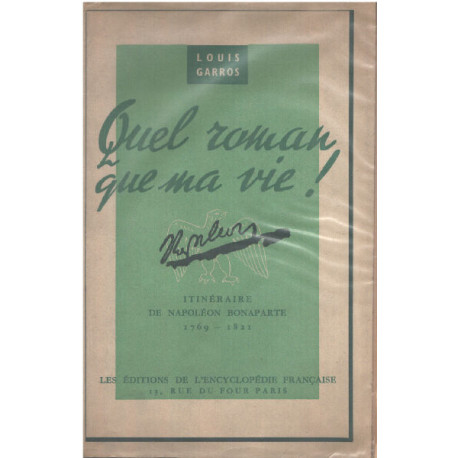 LOUIS
GARROS
Quel roman
que ma vie !
ITINÉRAIRE
DE NAPOLÉON BONAPARTE
1769 - 1821
LES ÉDITIONS DE L'ENCYCLOPÉDIE FRANÇAISE
RUE DU FOUR PARIS